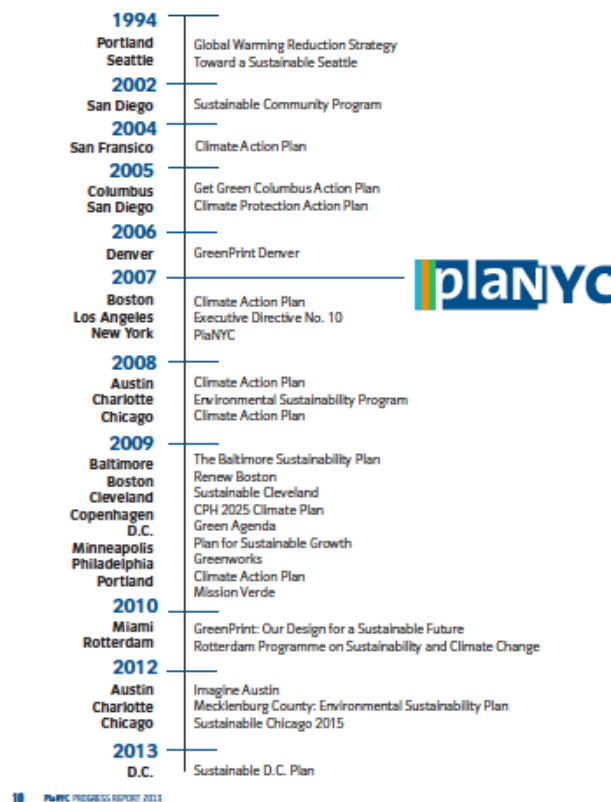 1994
Portland Global Warming Reduction Strategy
Seattle Toward a Sustainable Seattle
2002
San Diego Sustainable Community Program
2004
San Fransico Climate Action Plan
2005
Columbus Get Green Columbus Action Plan
San Diego Climate Protection Action Plan
2006
Denver GreenPrint Denver
2007
plaNYC
Boston Climate Action Plan
Los Angeles Executive Directive No. 10
New York PlaNYC
2008
Austin Climate Action Plan
Charlotte Environmental Sustainability Program
Chicago Climate Action Plan
2009
Baltimore The Baltimore Sustainability Plan
Boston Renew Boston
Cleveland Sustainable Cleveland
Copenhagen CPH 2025 Climate Plan
D.C. Green Agenda
Minneapolis Plan for Sustainable Growth
Philadelphia Greenworks
Portland Climate Action Plan
Mission Verde
2010
Miami GreenPrint: Our Design for a Sustainable Future
Rotterdam Rotterdam Programme on Sustainability and Climate Change
2012
Austin Imagine Austin
Charlotte Mecklenburg County: Environmental Sustainability Plan
Chicago Sustainabile Chicago 2015
2013
D.C. Sustainable D.C. Plan
18 PlaNYC PROGRESS REPORT 2013